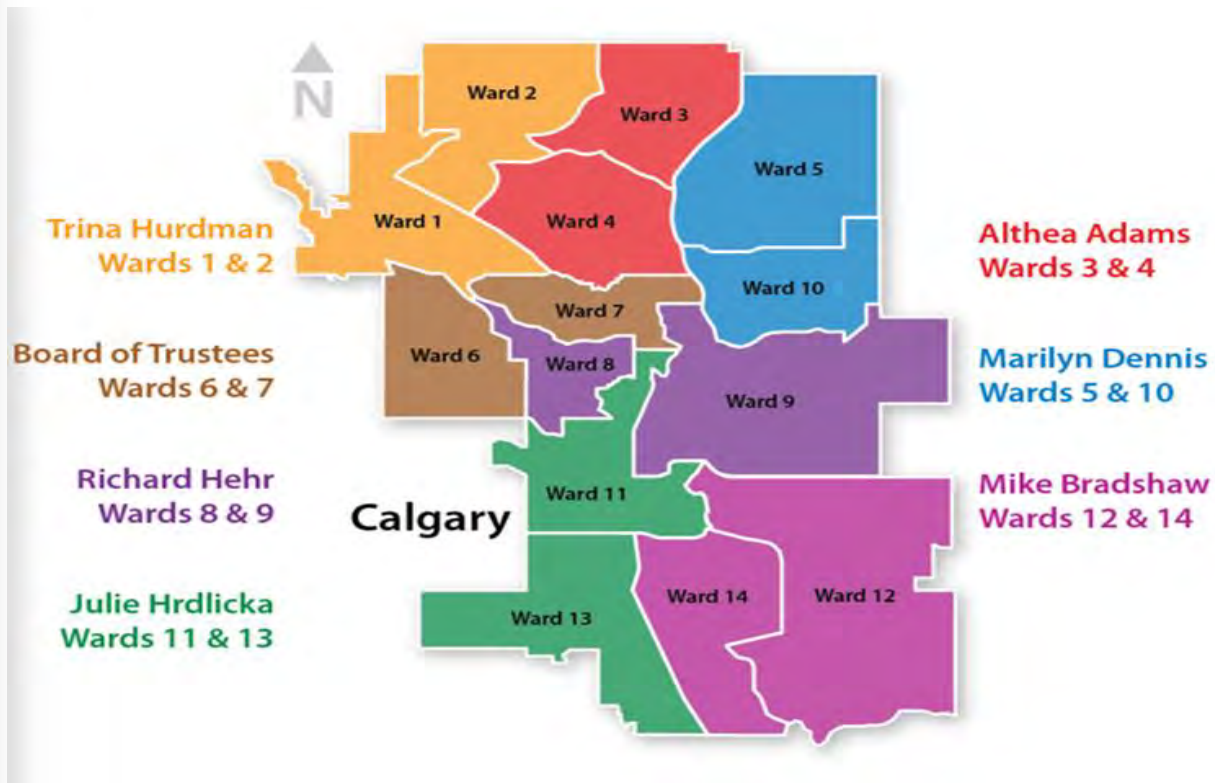 N
Ward 2
Ward 3
Ward 5
Ward 1
Ward 4
Ward 10
Ward 7
Ward 6
Ward 8
Ward 9
Ward 11
Ward 14
Ward 12
Ward 13
Calgary
Trina Hurdman
Wards 1 & 2
Board of Trustees
Wards 6 & 7
Richard Hehr
Wards 8 & 9
Julie Hrdlicka
Wards 11 & 13
Althea Adams
Wards 3 & 4
Marilyn Dennis
Wards 5 & 10
Mike Bradshaw
Wards 12 & 14